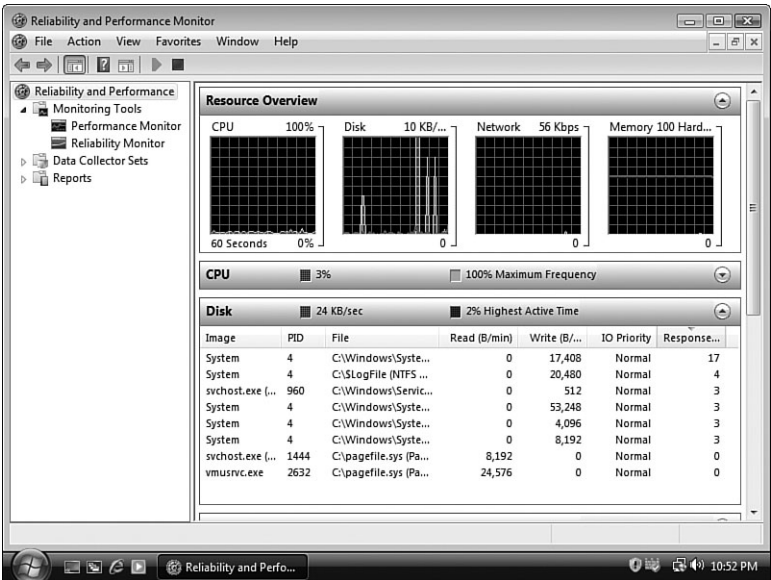 Reliability and Performance Monitor
File Action View Favorites Window Help
Reliability and Performance
Monitoring Tools
Performance Monitor
Reliability Monitor
Data Collector Sets
Reports
Resource Overview
CPU 100% Disk 10 KB/... Network 56 Kbps Memory 100 Hard...
60 Seconds 0% 0 0 0
CPU 3% 100% Maximum Frequency
Disk 24 KB/sec 2% Highest Active Time
Image PID File Read (B/min) Write (B/... IO Priority Response...
System 4 C:\Windows\Syste... 0 17,408 Normal 17
System 4 C:\$LogFile (NTFS ... 0 20,480 Normal 4
svchost.exe (... 960 C:\Windows\Servic... 0 512 Normal 3
System 4 C:\Windows\Syste... 0 53,248 Normal 3
System 4 C:\Windows\Syste... 0 4,096 Normal 3
System 4 C:\Windows\Syste... 0 8,192 Normal 3
svchost.exe (... 1444 C:\pagefile.sys (Pa... 8,192 0 Normal 0
vmusrvc.exe 2632 C:\pagefile.sys (Pa... 24,576 0 Normal 0
Reliability and Perfo... 10:52 PM